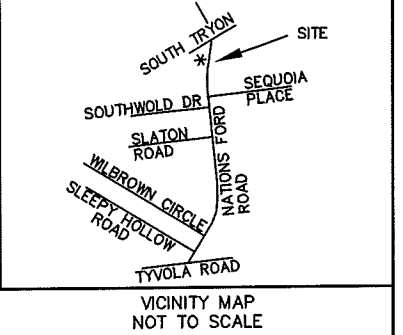 SOUTH TRYON
SITE
*
SEQUOIA
PLACE
SOUTHWOLD DR
SLATON
ROAD
NATIONS FORD
ROAD
WILBROWN CIRCLE
SLEEPY HOLLOW
ROAD
TYVOLA ROAD
VICINITY MAP
NOT TO SCALE